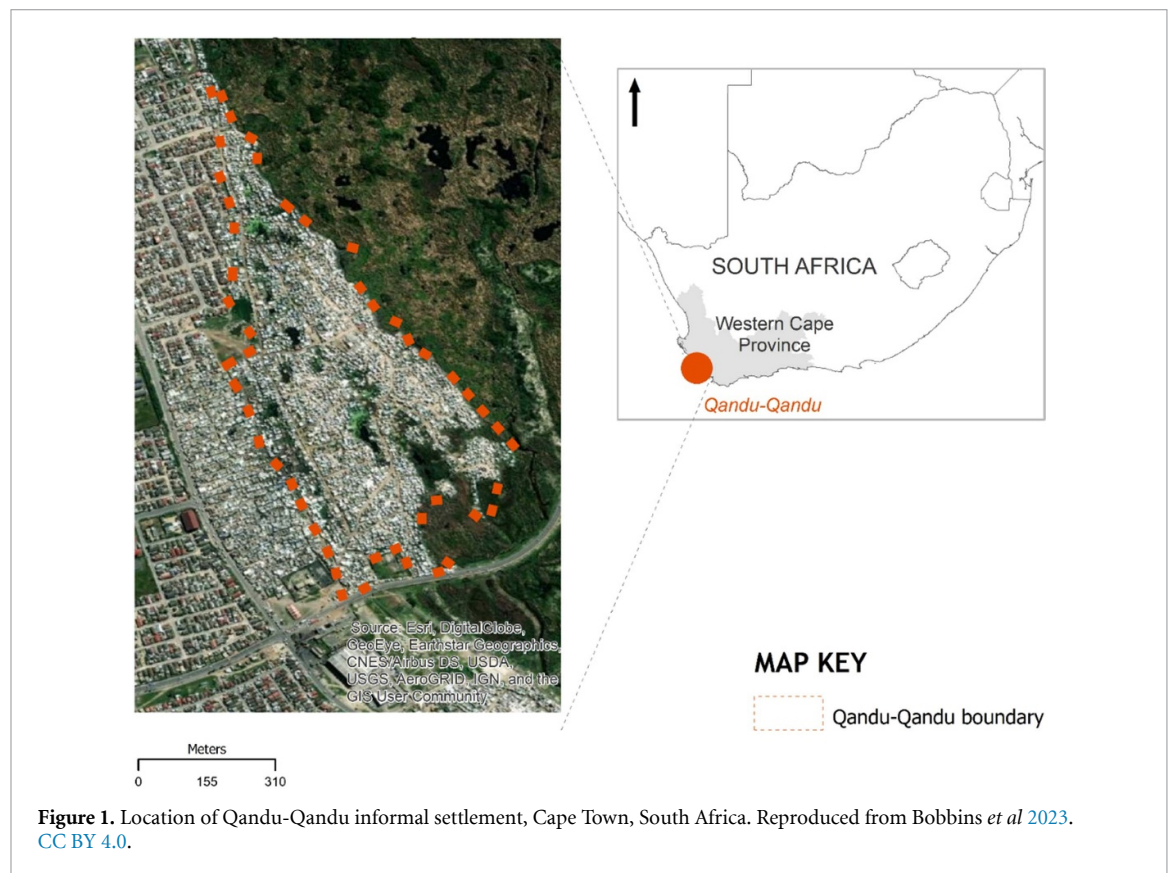 Source: Esri, DigitalGlobe,
GeoEye, Earthstar Geographics,
CNES/Airbus DS, USDA,
USGS, AeroGRID, IGN, and the
GIS User Community
SOUTH AFRICA
Western Cape
Province
Qandu-Qandu
MAP KEY
Qandu-Qandu boundary
Meters
0 155 310
Figure 1. Location of Qandu-Qandu informal settlement, Cape Town, South Africa. Reproduced from Bobbins et al 2023.
CC BY 4.0.